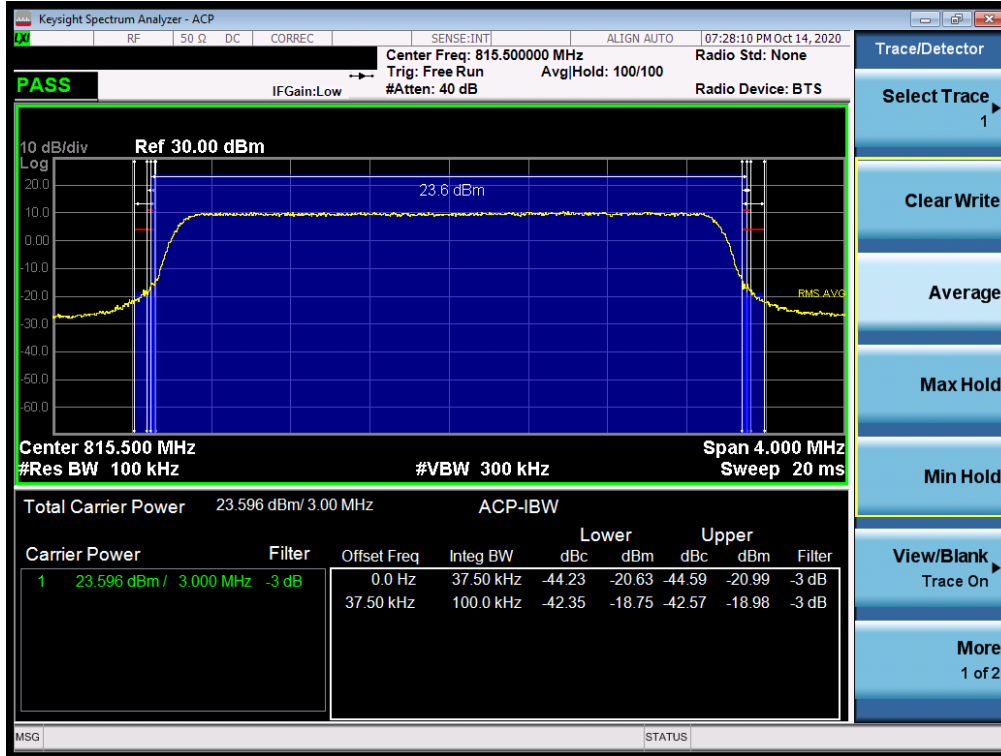 Keysight Spectrum Analyzer - ACP
LXI RF 50 Ω DC CORREC SENSE:INT ALIGN AUTO 07:28:10 PM Oct 14, 2020
Center Freq: 815.500000 MHz Radio Std: None
Trig: Free Run Avg|Hold: 100/100
PASS IFGain:Low #Atten: 40 dB Radio Device: BTS
10 dB/div Ref 30.00 dBm
Log
20.0
23.6 dBm
10.0
0.00
-10.0
-20.0
RMS AVG
-30.0
-40.0
-50.0
-60.0
Center 815.500 MHz Span 4.000 MHz
#Res BW 100 kHz #VBW 300 kHz Sweep 20 ms
Total Carrier Power 23.596 dBm/ 3.00 MHz ACP-IBW
Lower Upper
Carrier Power Filter Offset Freq Integ BW dBc dBm dBc dBm Filter
1 23.596 dBm / 3.000 MHz -3 dB 0.0 Hz 37.50 kHz -44.23 -20.63 -44.59 -20.99 -3 dB
37.50 kHz 100.0 kHz -42.35 -18.75 -42.57 -18.98 -3 dB
MSG STATUS
Trace/Detector
Select Trace
1
Clear Write
Average
Max Hold
Min Hold
View/Blank
Trace On
More
1 of 2